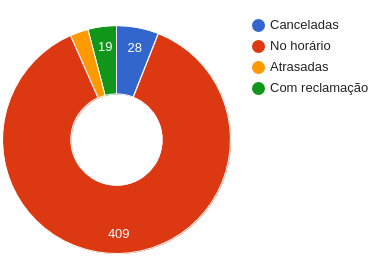 19
28
409
Canceladas
No horário
Atrasadas
Com reclamação